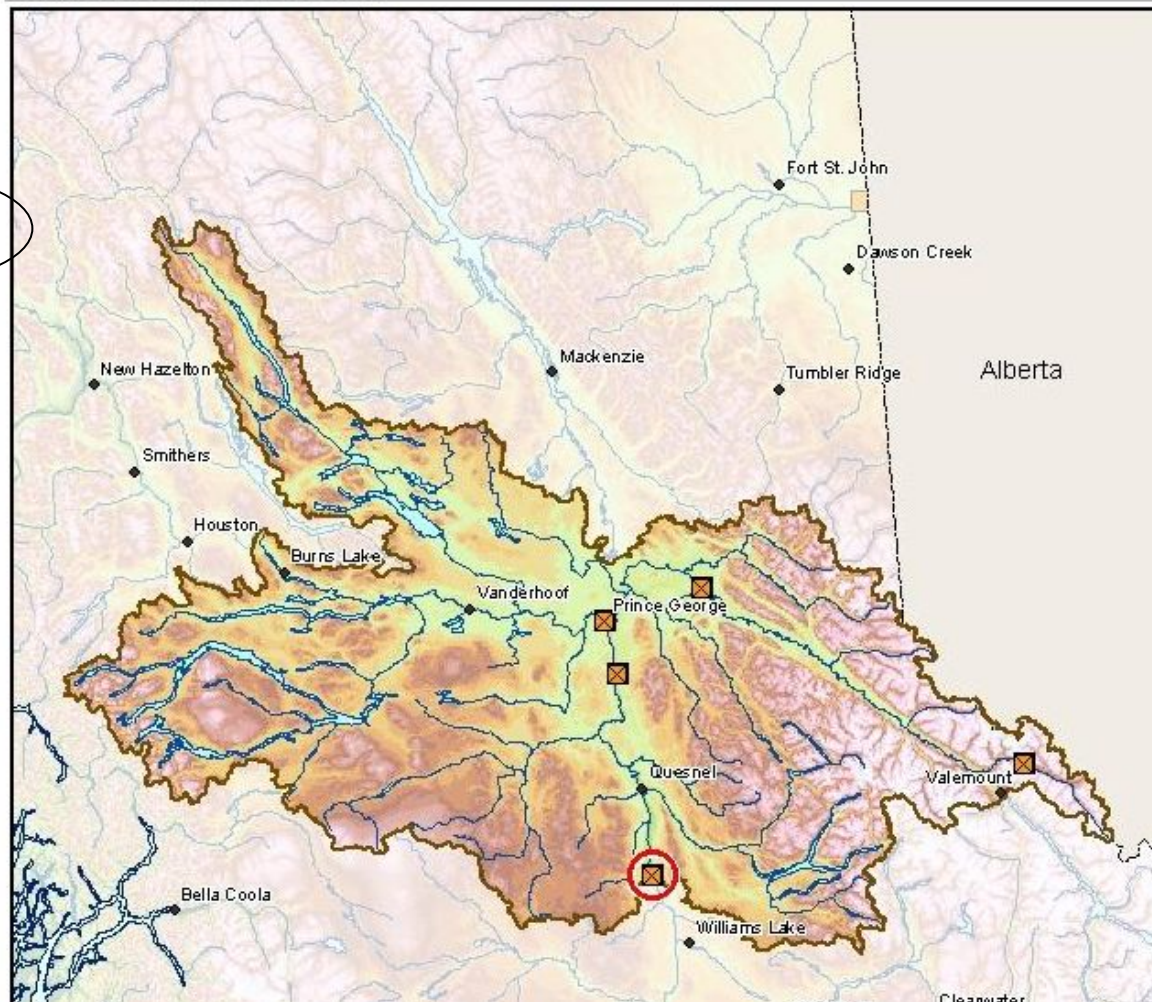 Fort St. John
Dawson Creek
Mackenzie
Tumbler Ridge
Alberta
New Hazelton
Smithers
Houston
Burns Lake
Vanderhoof
Prince George
Quesnel
Valemount
Bella Coola
Williams Lake
Clearwater